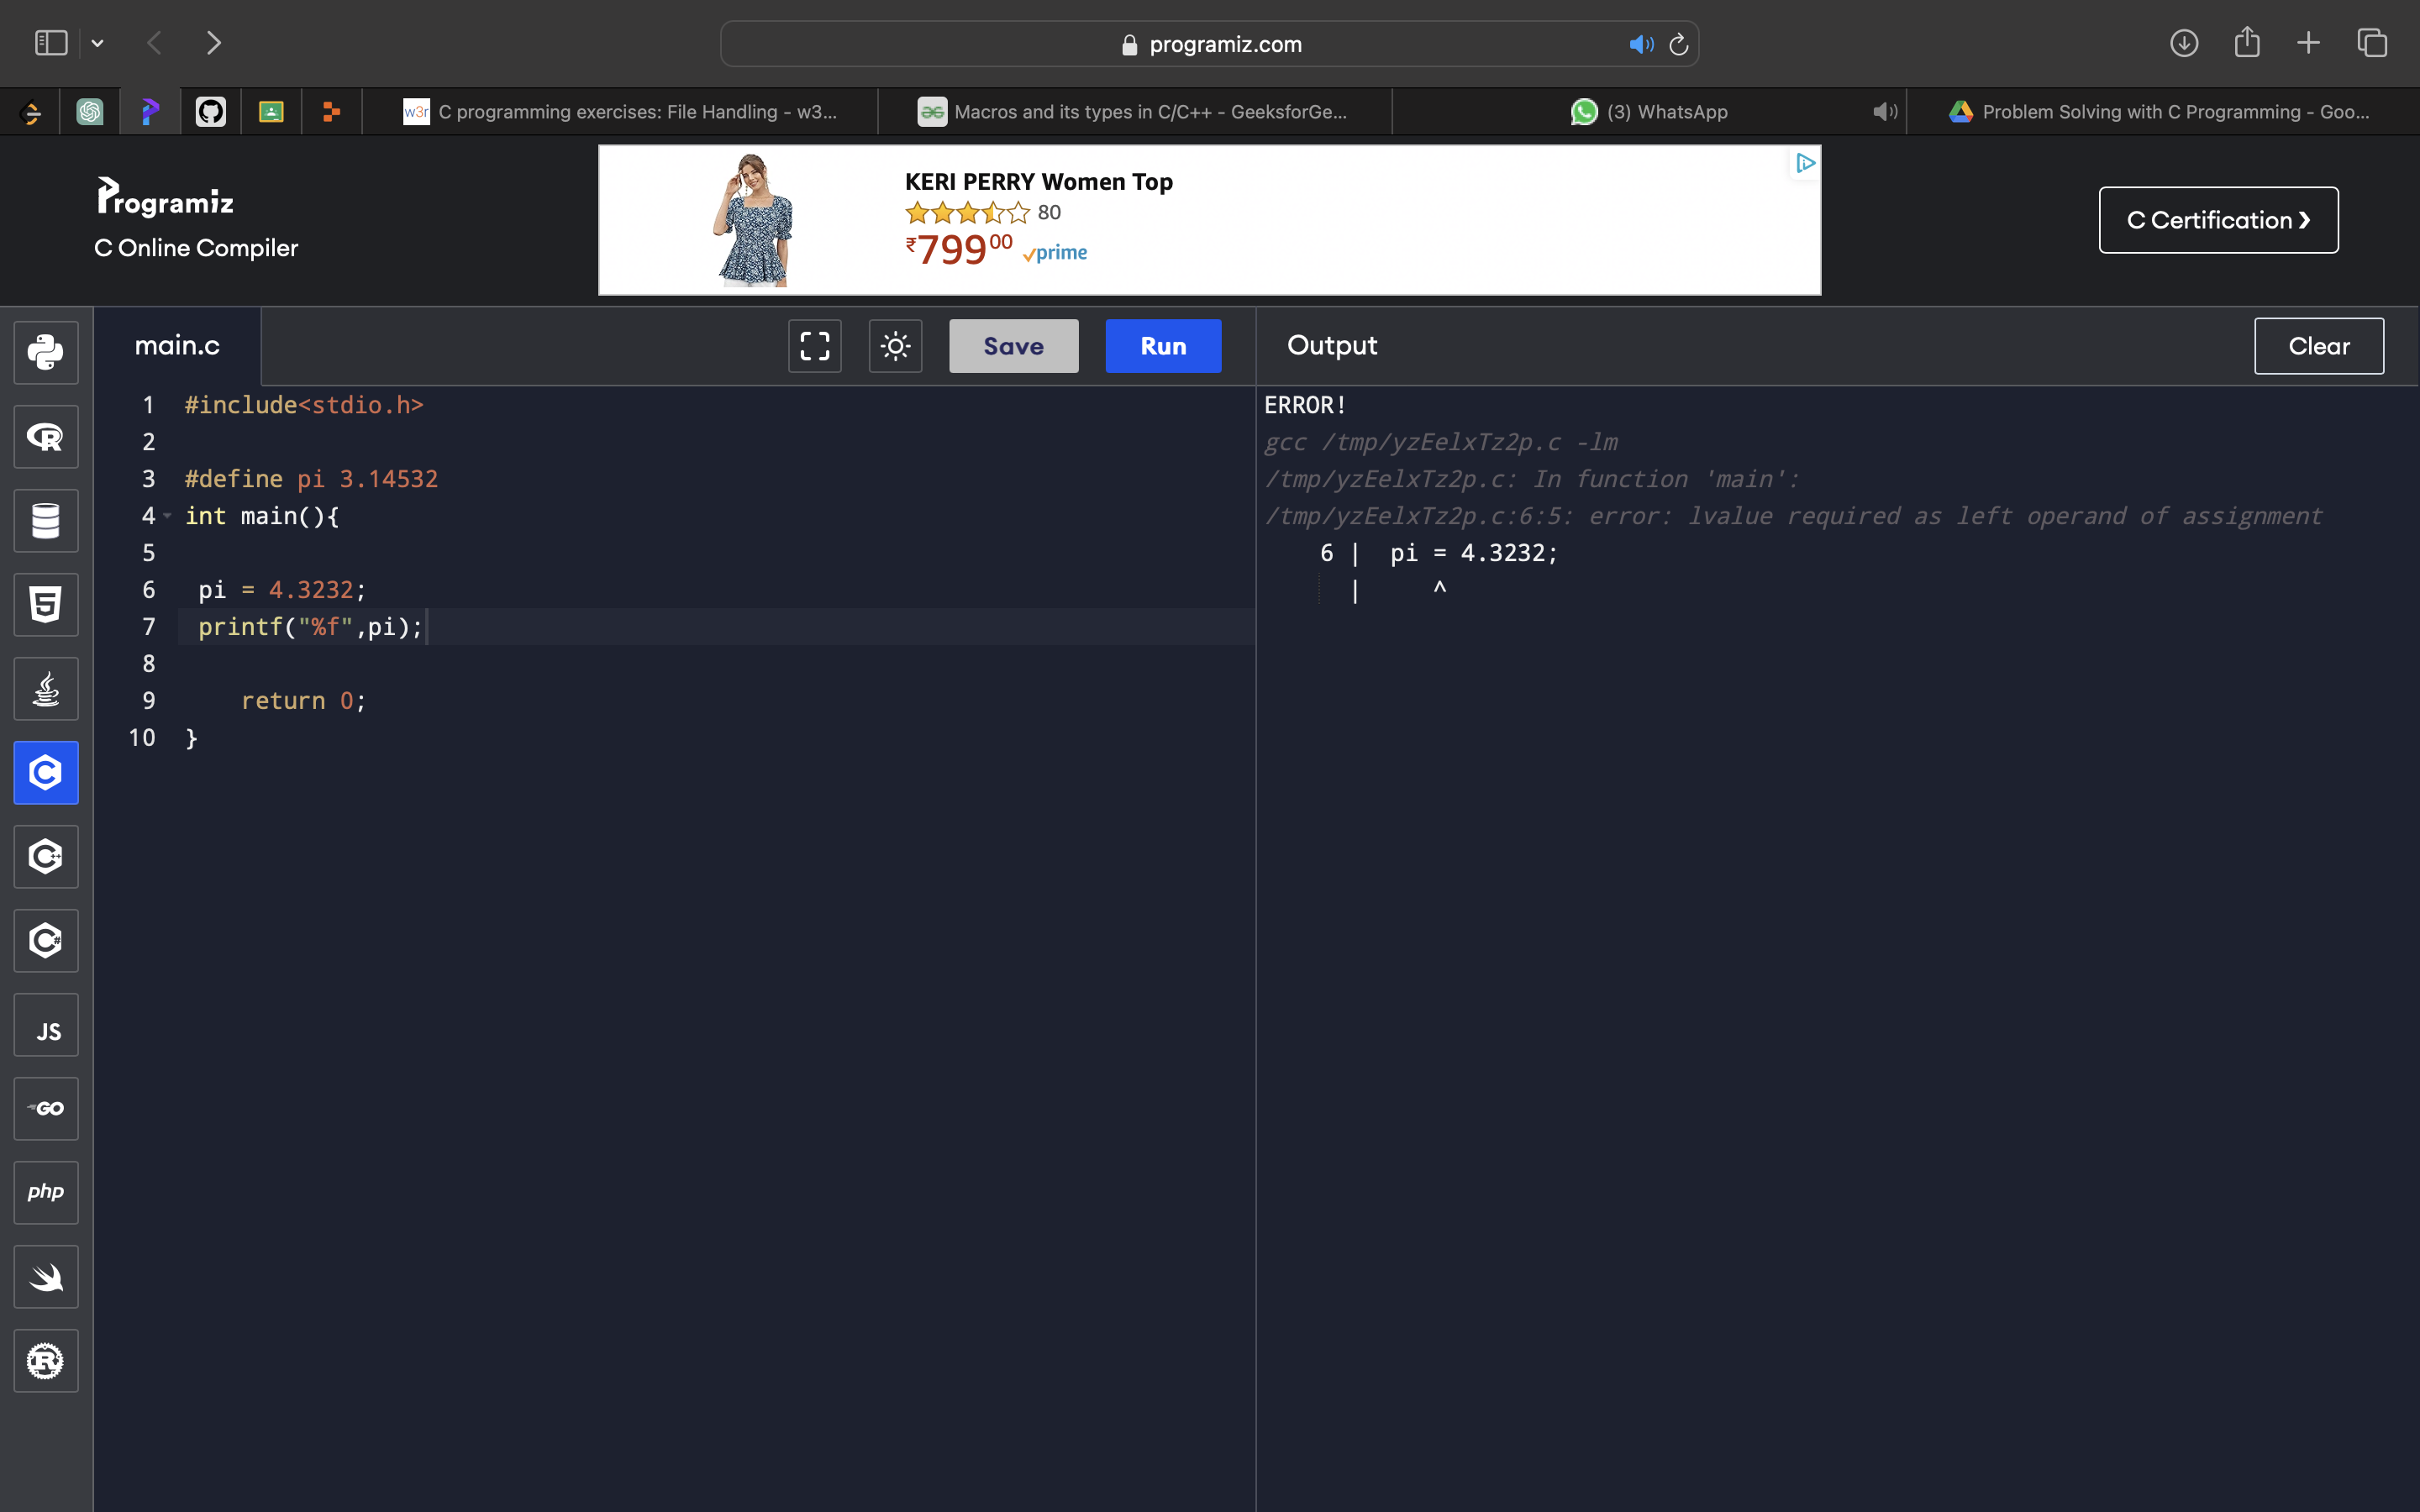 programiz.com
w3r C programming exercises: File Handling - w3...
Macros and its types in C/C++ - GeeksforGe...
(3) WhatsApp
Problem Solving with C Programming - Goo...
Programiz
C Online Compiler
KERI PERRY Women Top
80
₹799⁰⁰ prime
C Certification ❯
main.c
Save
Run
Output
Clear
1 #include<stdio.h>
2
3 #define pi 3.14532
4 int main(){
5
6 pi = 4.3232;
7 printf("%f",pi);
8
9 return 0;
10 }
ERROR!
gcc /tmp/yzEelxTz2p.c -lm
/tmp/yzEelxTz2p.c: In function 'main':
/tmp/yzEelxTz2p.c:6:5: error: lvalue required as left operand of assignment
6 | pi = 4.3232;
| ^
R
5
C
C++
C#
JS
GO
php
R